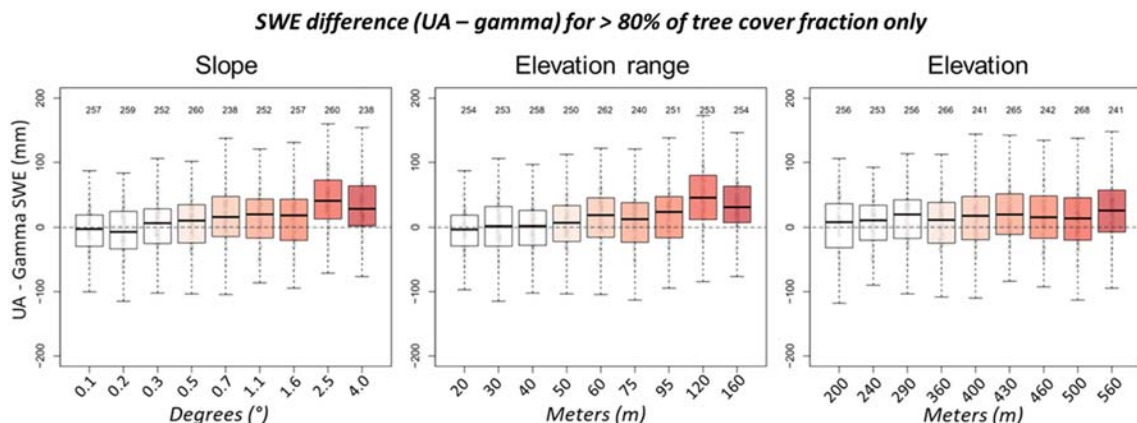 SWE difference (UA – gamma) for > 80% of tree cover fraction only
Slope
Elevation range
Elevation
UA - Gamma SWE (mm)
200
100
0
-100
-200
257 259 252 260 238 252 257 260 238
0.1 0.2 0.3 0.5 0.7 1.1 1.6 2.5 4.0
Degrees (°)
200
100
0
-100
-200
254 253 258 250 262 240 251 253 254
20 30 40 50 60 75 95 120 160
Meters (m)
200
100
0
-100
-200
256 253 256 266 241 265 242 268 241
200 240 290 360 400 430 460 500 560
Meters (m)